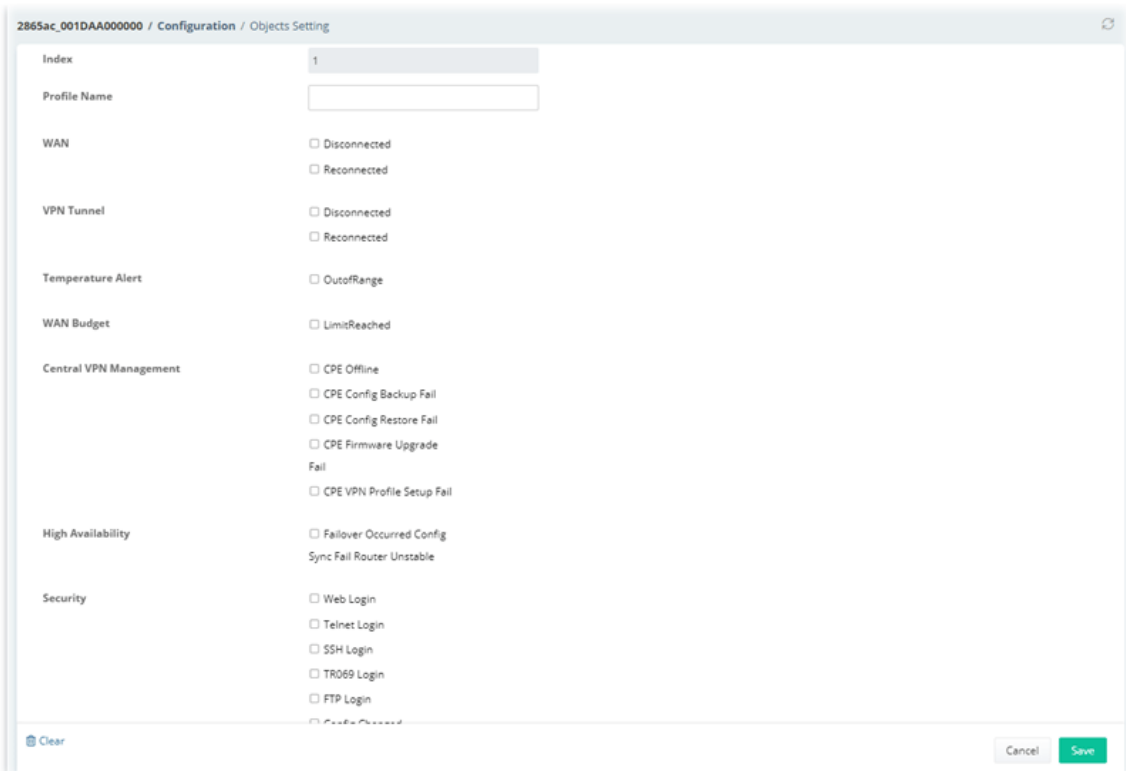 2865ac_001DAA000000 / Configuration / Objects Setting
Index 1
Profile Name
WAN Disconnected
Reconnected
VPN Tunnel Disconnected
Reconnected
Temperature Alert OutofRange
WAN Budget LimitReached
Central VPN Management CPE Offline
CPE Config Backup Fail
CPE Config Restore Fail
CPE Firmware Upgrade
Fail
CPE VPN Profile Setup Fail
High Availability Failover Occurred Config
Sync Fail Router Unstable
Security Web Login
Telnet Login
SSH Login
TR069 Login
FTP Login
Config Changed
Clear Cancel Save